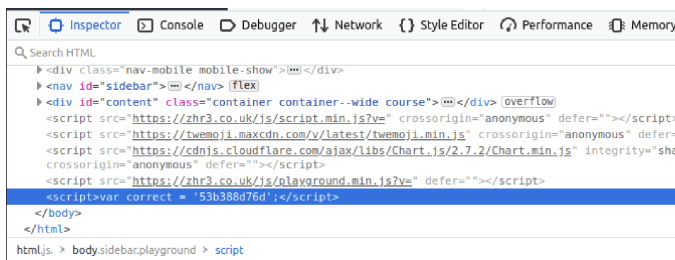 Inspector Console Debugger Network {} Style Editor Performance Memory
Search HTML
<div class="nav-mobile mobile-show">···</div>
<nav id="sidebar">···</nav> flex
<div id="content" class="container container--wide course">···</div> overflow
<script src="https://zhr3.co.uk/js/script.min.js?v=" crossorigin="anonymous" defer=""></script>
<script src="https://twemoji.maxcdn.com/v/latest/twemoji.min.js" crossorigin="anonymous" defer=
<script src="https://cdnjs.cloudflare.com/ajax/libs/Chart.js/2.7.2/Chart.min.js" integrity="sha
crossorigin="anonymous" defer=""></script>
<script src="https://zhr3.co.uk/js/playground.min.js?v=" defer=""></script>
<script>var correct = '53b388d76d';</script>
</body>
</html>
html.js. > body.sidebar.playground > script